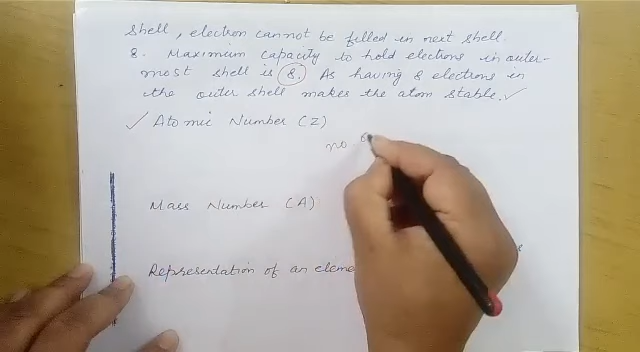 shell, electron cannot be filled in next shell.
8. Maximum capacity to hold electrons in outer-
most shell is 8. As having 8 electrons in
the outer shell makes the atom stable. ✓
✓ Atomic Number (Z)
no.
Mass Number (A)
Representation of an eleme